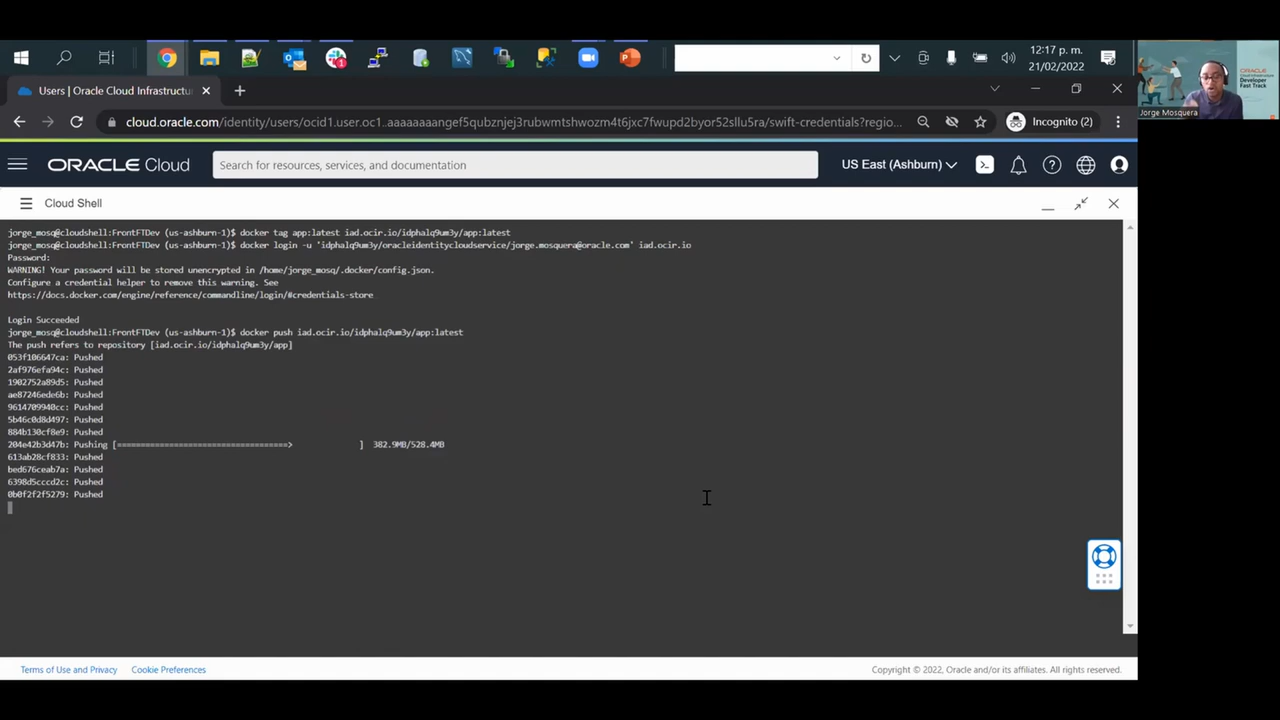 12:17 p. m.
21/02/2022
Users | Oracle Cloud Infrastructur
cloud.oracle.com/identity/users/ocid1.user.oc1..aaaaaaaangef5qubznjej3rubwmtshwozm4t6jxc7fwupd2byor52sllu5ra/swift-credentials?regio...
Incognito (2)
ORACLE Cloud
Search for resources, services, and documentation
US East (Ashburn)
Cloud Shell
jorge_mosq@cloudshell:FrontFTDev (us-ashburn-1)$ docker tag app:latest iad.ocir.io/idphalq9um3y/app:latest
jorge_mosq@cloudshell:FrontFTDev (us-ashburn-1)$ docker login -u 'idphalq9um3y/oracleidentitycloudservice/jorge.mosquera@oracle.com' iad.ocir.io
Password:
WARNING! Your password will be stored unencrypted in /home/jorge_mosq/.docker/config.json.
Configure a credential helper to remove this warning. See
https://docs.docker.com/engine/reference/commandline/login/#credentials-store
Login Succeeded
jorge_mosq@cloudshell:FrontFTDev (us-ashburn-1)$ docker push iad.ocir.io/idphalq9um3y/app:latest
The push refers to repository [iad.ocir.io/idphalq9um3y/app]
053f106647ca: Pushed
2af976efa94c: Pushed
1902752a89d5: Pushed
ae87246ede6b: Pushed
9614709940cc: Pushed
5b46c0d8d497: Pushed
884b130cf8e9: Pushed
204e42b3d47b: Pushing [===================================>               ] 382.9MB/528.4MB
613ab28cf833: Pushed
bed676ceab7a: Pushed
6398d5cccd2c: Pushed
0b0f2f2f5279: Pushed
Terms of Use and Privacy
Cookie Preferences
Copyright © 2022, Oracle and/or its affiliates. All rights reserved.
ORACLE
Developer
Fast Track
Jorge Mosquera